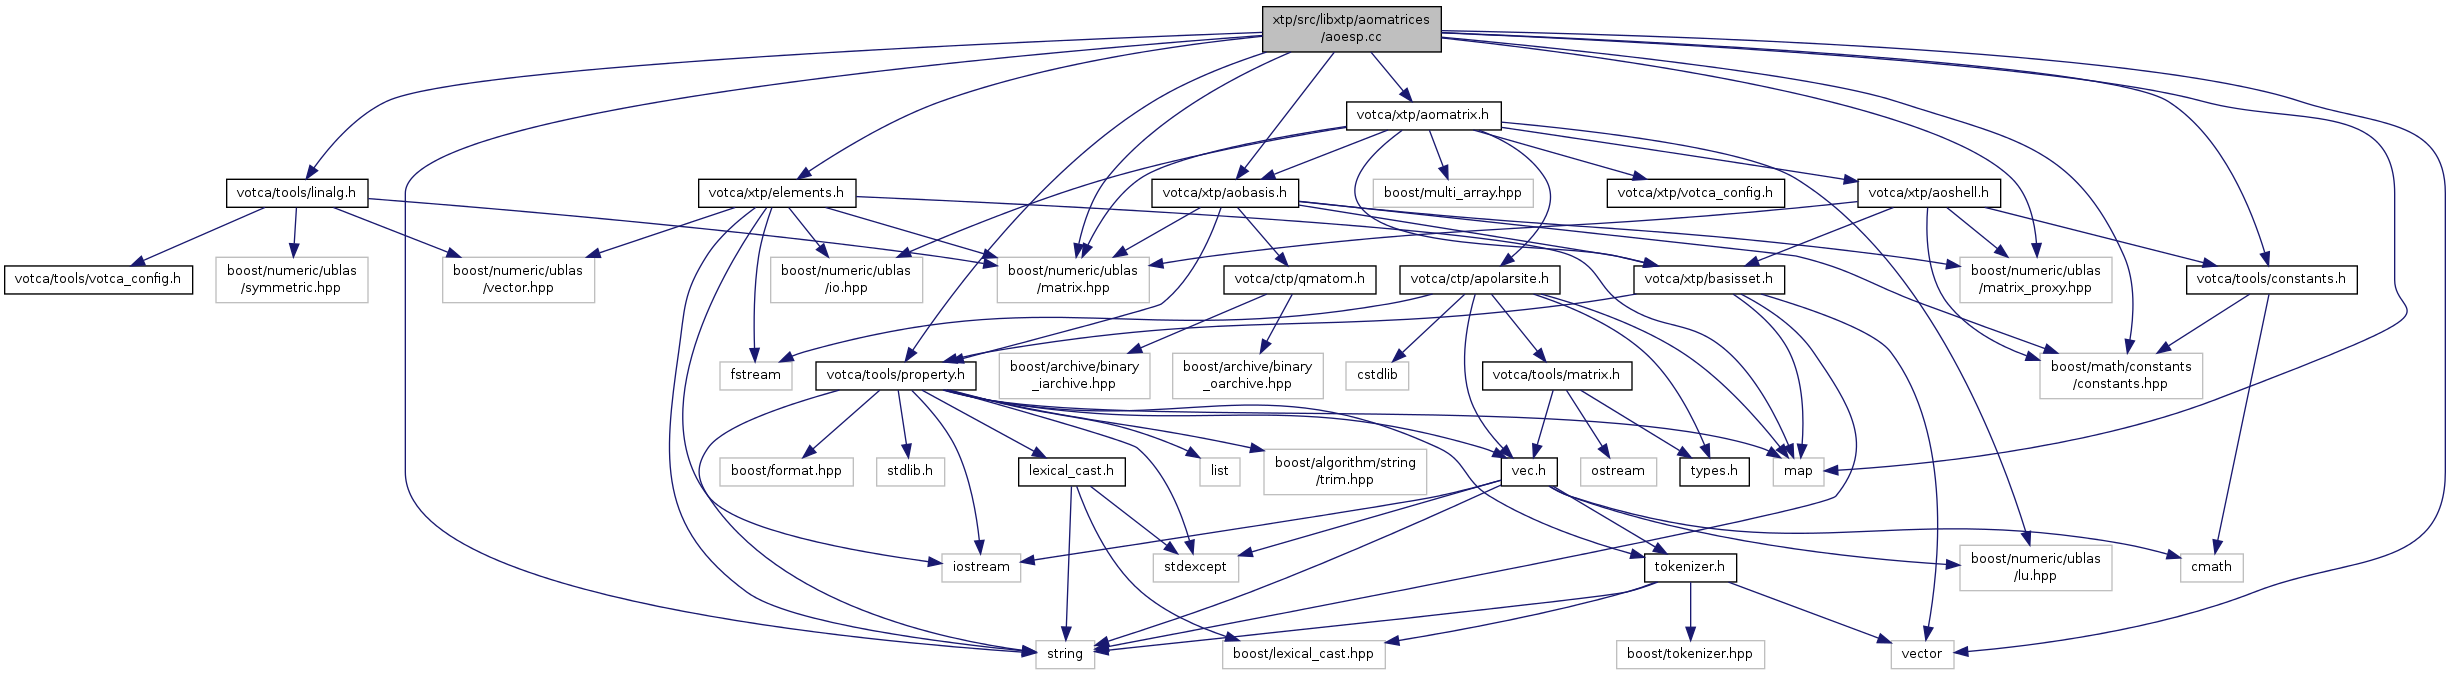 xtp/src/libxtp/aomatrices
/aoesp.cc
votca/xtp/aomatrix.h
votca/tools/linalg.h
votca/xtp/elements.h
votca/xtp/aobasis.h
boost/multi_array.hpp
votca/xtp/votca_config.h
votca/xtp/aoshell.h
votca/tools/votca_config.h
boost/numeric/ublas
/symmetric.hpp
boost/numeric/ublas
/vector.hpp
boost/numeric/ublas
/io.hpp
boost/numeric/ublas
/matrix.hpp
votca/ctp/qmatom.h
votca/ctp/apolarsite.h
votca/xtp/basisset.h
boost/numeric/ublas
/matrix_proxy.hpp
votca/tools/constants.h
fstream
votca/tools/property.h
boost/archive/binary
_iarchive.hpp
boost/archive/binary
_oarchive.hpp
cstdlib
votca/tools/matrix.h
boost/math/constants
/constants.hpp
boost/format.hpp
stdlib.h
lexical_cast.h
list
boost/algorithm/string
/trim.hpp
vec.h
ostream
types.h
map
iostream
stdexcept
tokenizer.h
boost/numeric/ublas
/lu.hpp
cmath
string
boost/lexical_cast.hpp
boost/tokenizer.hpp
vector